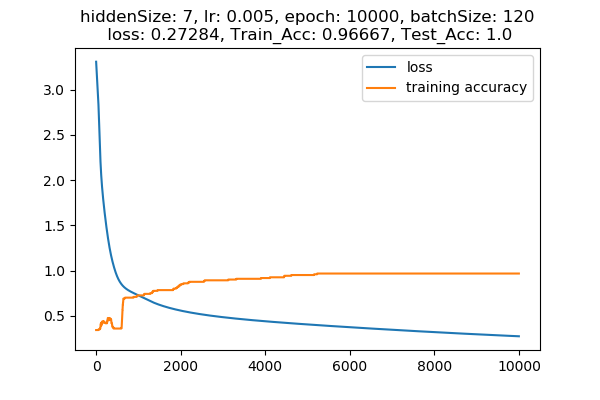 hiddenSize: 7, lr: 0.005, epoch: 10000, batchSize: 120
loss: 0.27284, Train_Acc: 0.96667, Test_Acc: 1.0
loss
training accuracy
3.0
2.5
2.0
1.5
1.0
0.5
0 2000 4000 6000 8000 10000